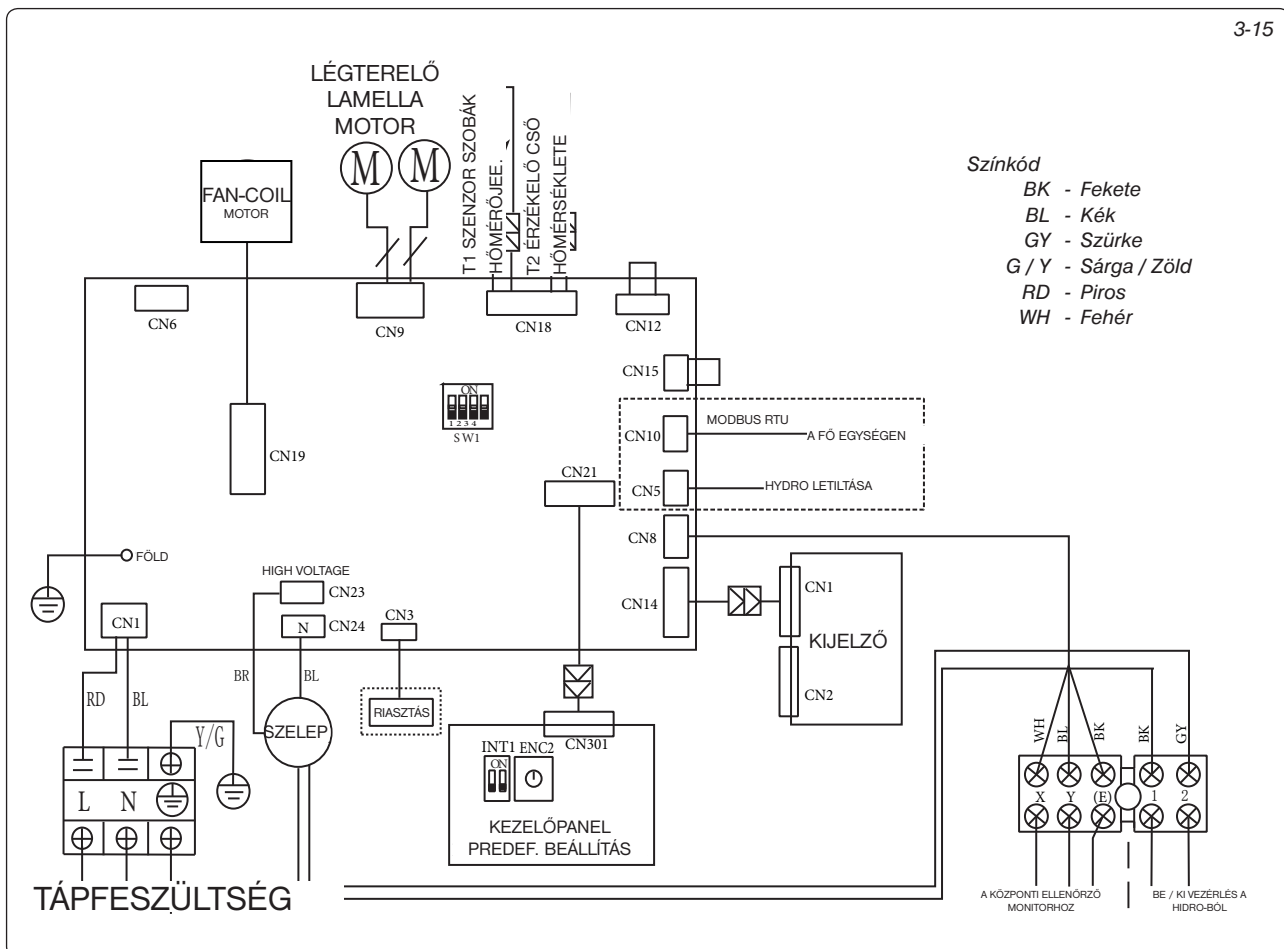 3-15
LÉGTERELŐ
LAMELLA
MOTOR
M
M
T1 SZENZOR SZOBÁK
HŐMÉRŐJEE.
T2 ÉRZÉKELŐ CSŐ
HŐMÉRSÉKLETE
FAN-COIL
MOTOR
Színkód
BK - Fekete
BL - Kék
GY - Szürke
G / Y - Sárga / Zöld
RD - Piros
WH - Fehér
CN6
CN9
CN18
CN12
CN15
ON
1 2 3 4
SW1
MODBUS RTU
CN10
A FŐ EGYSÉGEN
CN19
CN21
CN5
HYDRO LETILTÁSA
CN8
FÖLD
HIGH VOLTAGE
CN23
CN1
N
CN24
CN3
CN14
CN1
KIJELZŐ
CN2
RD
BL
BR
BL
Y/G
SZELEP
RIASZTÁS
CN301
INT1
ENC2
ON
KEZELŐPANEL
PREDEF. BEÁLLÍTÁS
L
N
TÁPFESZÜLTSÉG
WH
BL
BK
BK
GY
X
Y
(E)
1
2
A KÖZPONTI ELLENŐRZŐ
MONITORHOZ
BE / KI VEZÉRLÉS A
HIDRO-BÓL